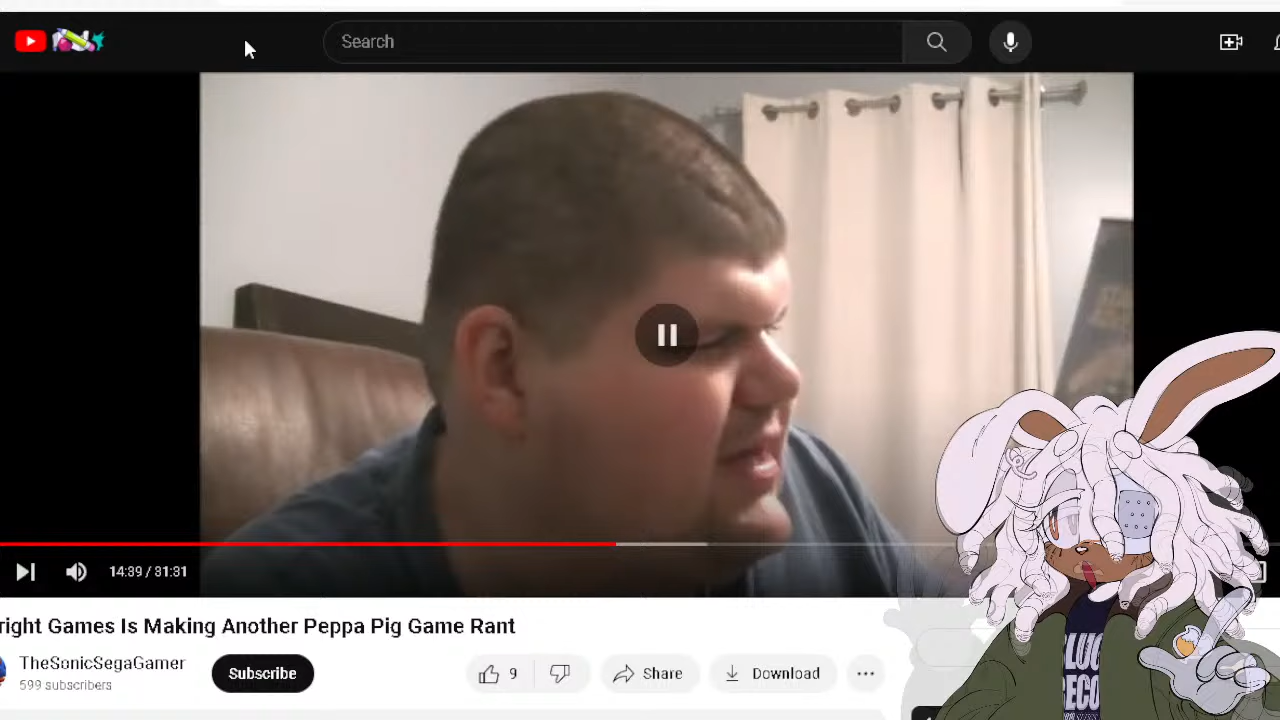 Search
14:39 / 31:31
right Games Is Making Another Peppa Pig Game Rant
TheSonicSegaGamer
599 subscribers
Subscribe
9
Share
Download